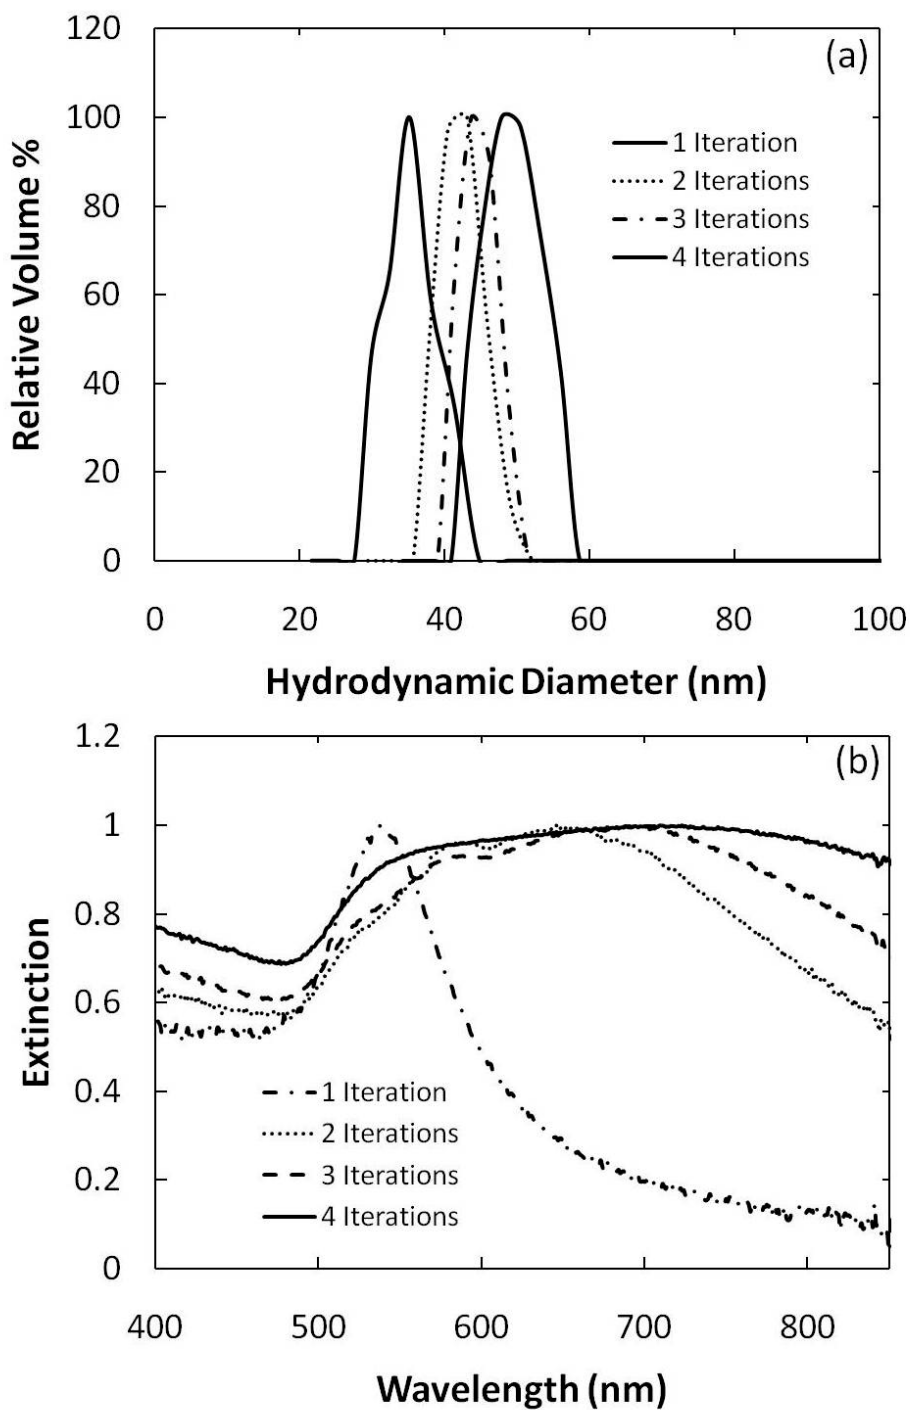 120
(a)
100
1 Iteration
2 Iterations
80
3 Iterations
4 Iterations
60
40
20
0
Relative Volume %
0 20 40 60 80 100
Hydrodynamic Diameter (nm)
1.2
(b)
1
0.8
0.6
0.4
0.2
0
Extinction
1 Iteration
2 Iterations
3 Iterations
4 Iterations
400 500 600 700 800
Wavelength (nm)